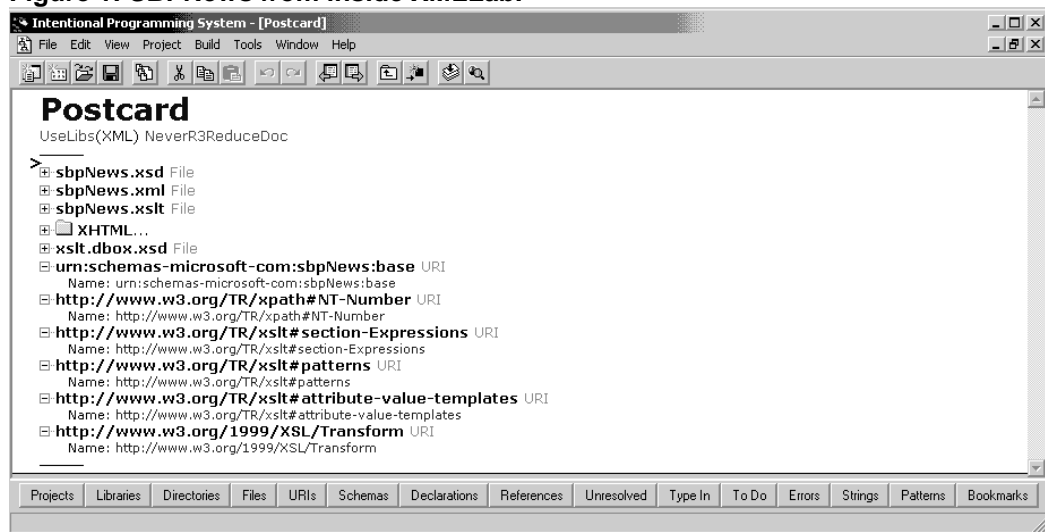 Intentional Programming System - [Postcard]
File Edit View Project Build Tools Window Help
Postcard
UseLibs(XML) NeverR3ReduceDoc
>
sbpNews.xsd File
sbpNews.xml File
sbpNews.xslt File
XHTML...
xslt.dbox.xsd File
urn:schemas-microsoft-com:sbpNews:base URI
Name: urn:schemas-microsoft-com:sbpNews:base
http://www.w3.org/TR/xpath#NT-Number URI
Name: http://www.w3.org/TR/xpath#NT-Number
http://www.w3.org/TR/xslt#section-Expressions URI
Name: http://www.w3.org/TR/xslt#section-Expressions
http://www.w3.org/TR/xslt#patterns URI
Name: http://www.w3.org/TR/xslt#patterns
http://www.w3.org/TR/xslt#attribute-value-templates URI
Name: http://www.w3.org/TR/xslt#attribute-value-templates
http://www.w3.org/1999/XSL/Transform URI
Name: http://www.w3.org/1999/XSL/Transform
Projects Libraries Directories Files URIs Schemas Declarations References Unresolved Type In To Do Errors Strings Patterns Bookmarks